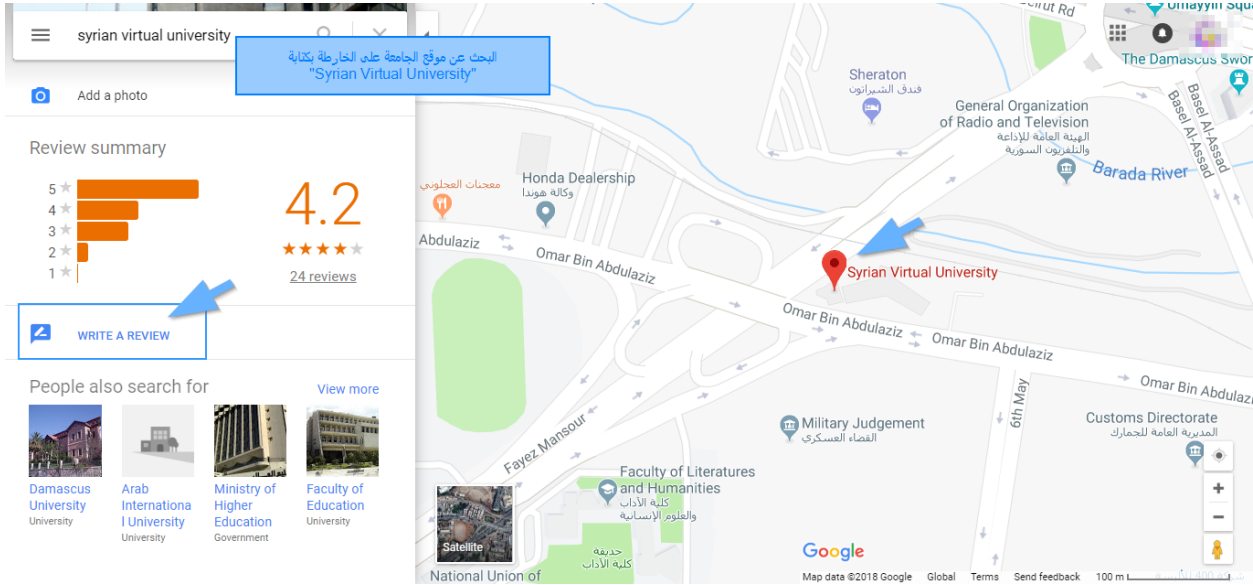 syrian virtual university
البحث عن موقع الجامعة على الخارطة بكتابة
"Syrian Virtual University"
Add a photo
Review summary
5
4
3
2
1
4.2
24 reviews
WRITE A REVIEW
People also search for
View more
Damascus
University
University
Arab
Internationa
l University
University
Ministry of
Higher
Education
Government
Faculty of
Education
University
Beirut Rd
Umayyin Squa
The Damascus Swor
Sheraton
فندق الشيراتون
General Organization
of Radio and Television
الهيئة العامة للإذاعة
والتلفزيون السورية
Basel Al-Assad
Basel Al-Assad
Barada River
معجنات العجلوني
Honda Dealership
وكالة هوندا
Abdulaziz
Omar Bin Abdulaziz
Syrian Virtual University
Omar Bin Abdulaziz
Omar Bin Abdulaziz
Omar Bin Abdulaz
6th May
Military Judgement
القضاء العسكري
Customs Directorate
المديرية العامة للجمارك
Fayez Mansour
Faculty of Literatures
and Humanities
كلية الآداب
والعلوم الإنسانية
حديقة
كلية الآداب
Satellite
National Union of
Google
Map data ©2018 Google Global Terms Send feedback 100 m